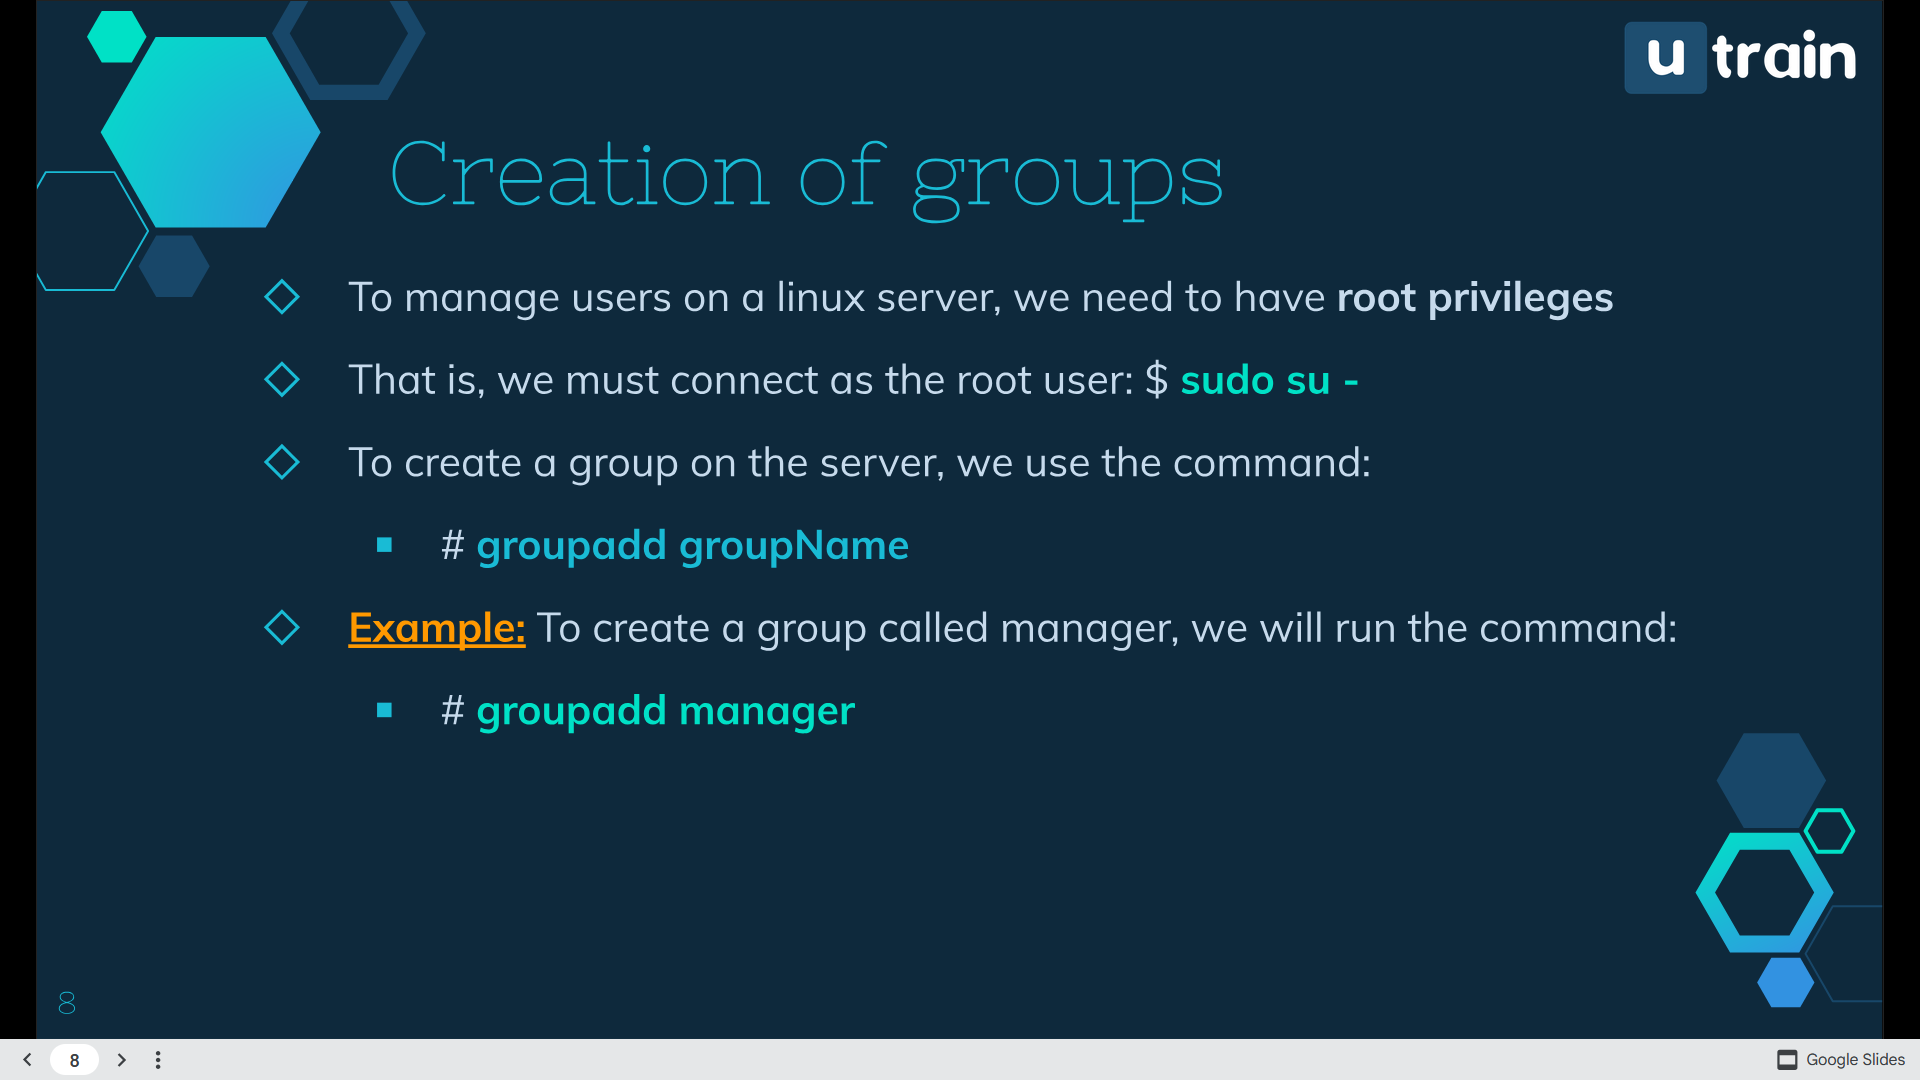 u train
Creation of groups
To manage users on a linux server, we need to have root privileges
That is, we must connect as the root user: $ sudo su -
To create a group on the server, we use the command:
# groupadd groupName
Example: To create a group called manager, we will run the command:
# groupadd manager
8
8
Google Slides